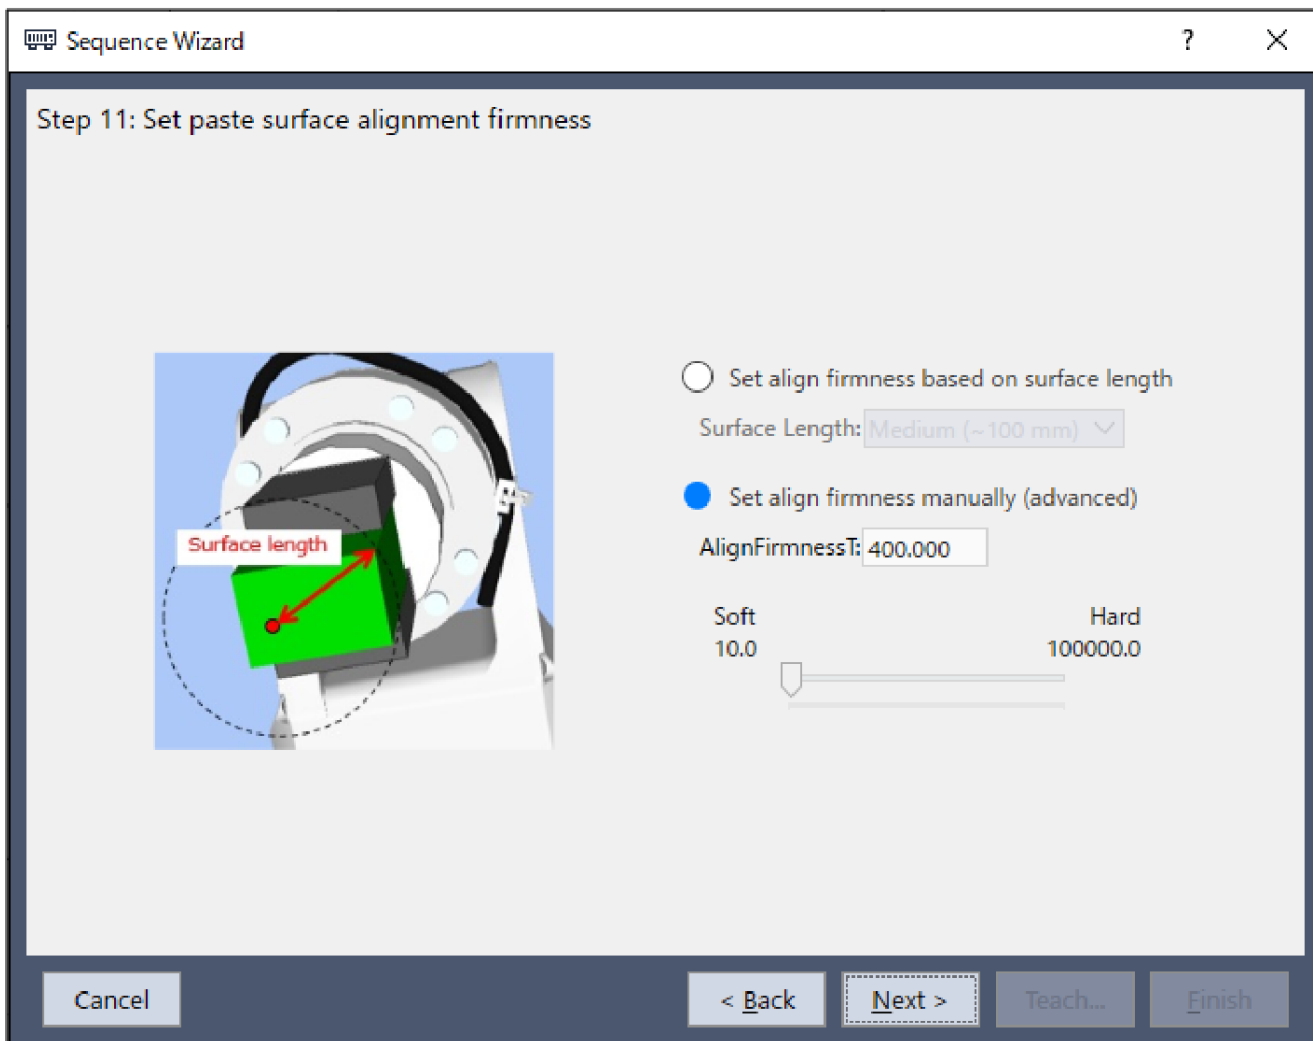 Sequence Wizard
?
Step 11: Set paste surface alignment firmness
Surface length
Set align firmness based on surface length
Surface Length: Medium (~100 mm)
Set align firmness manually (advanced)
AlignFirmnessT: 400.000
Soft Hard
10.0 100000.0
Cancel < Back Next > Teach... Finish